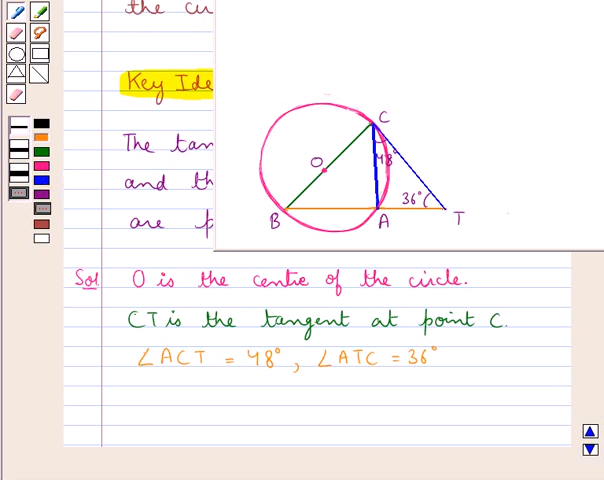 the
Key Ide
The tan
and th
are
C
O
48°
36°
B
A
T
Sol O is the centre of the circle.
CT is the tangent at point C.
∠ACT = 48°, ∠ATC = 36°